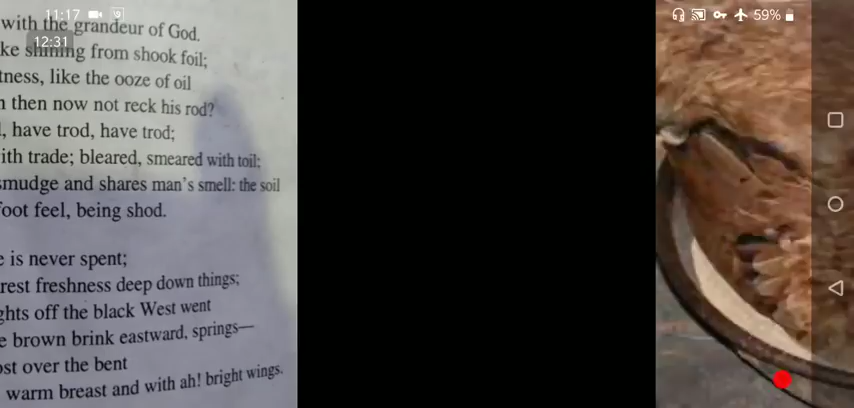 11:17
59%
with the grandeur of God.
12:31
ke shining from shook foil;
tness, like the ooze of oil
n then now not reck his rod?
, have trod, have trod;
ith trade; bleared, smeared with toil;
smudge and shares man's smell: the soil
foot feel, being shod.
e is never spent;
rest freshness deep down things;
ghts off the black West went
e brown brink eastward, springs—
ost over the bent
warm breast and with ah! bright wings.